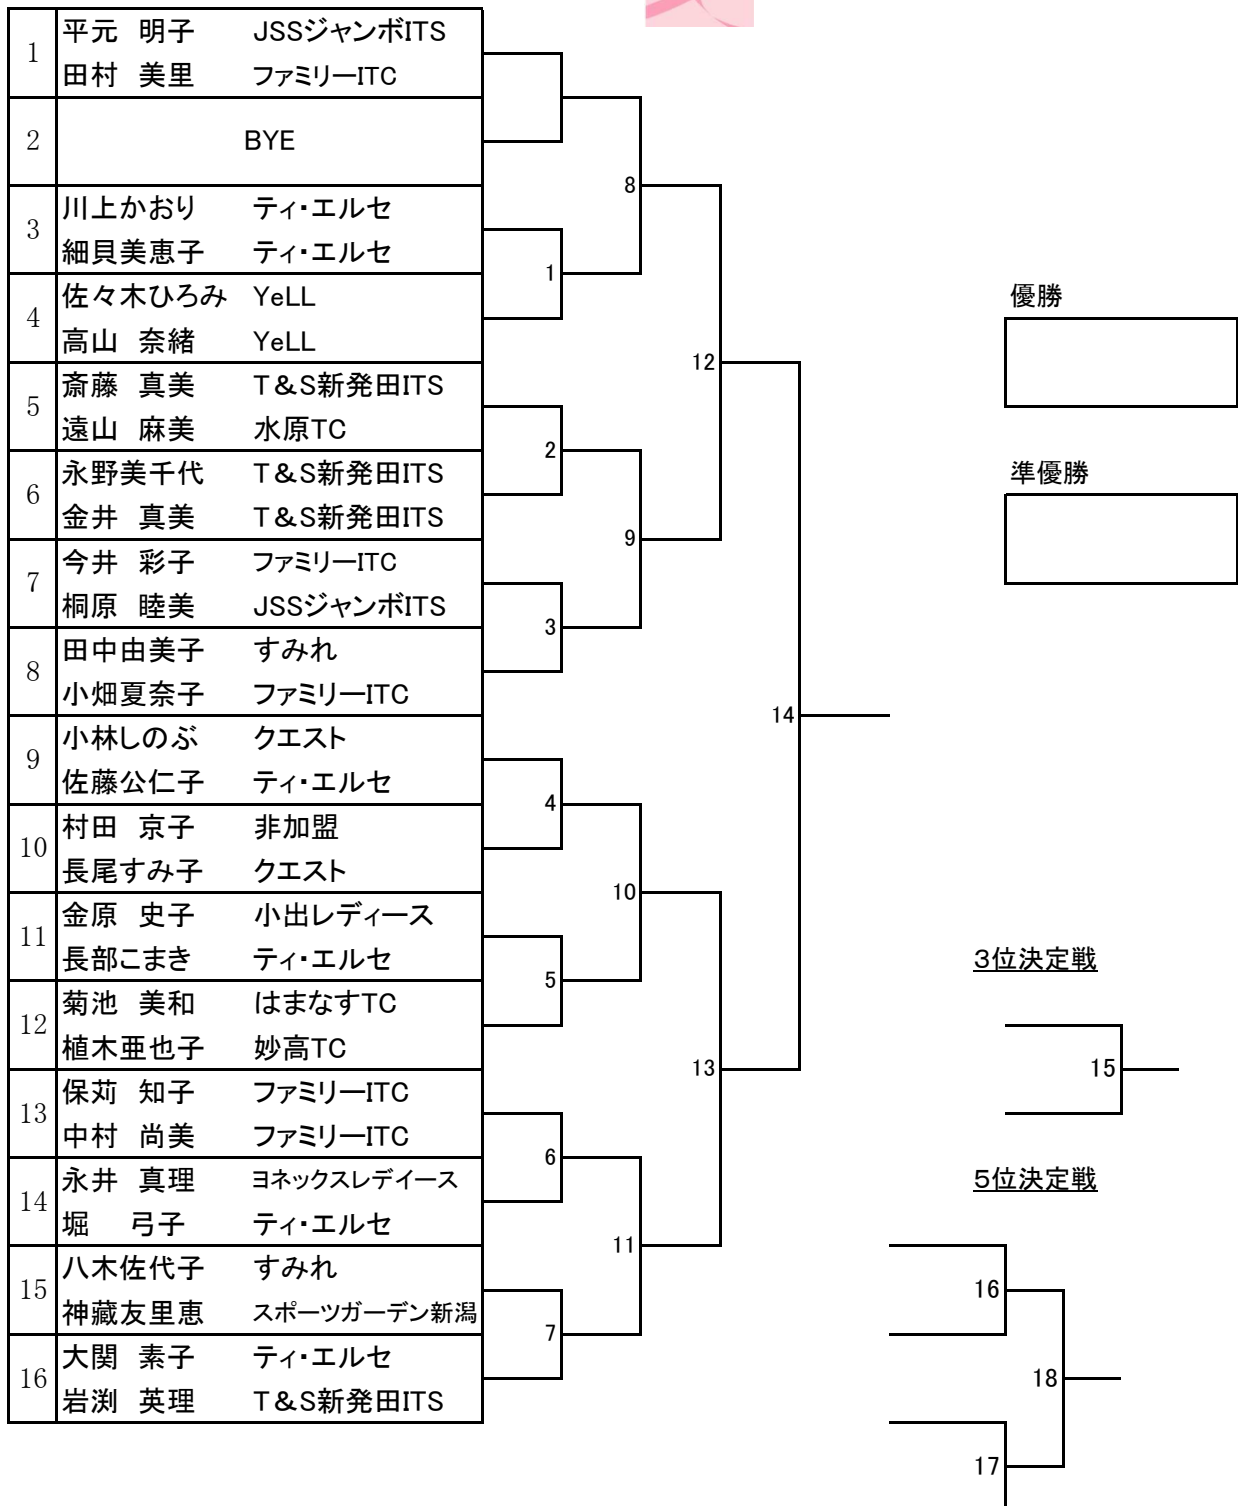 1
平元 明子 JSSジャンボITS
田村 美里 ファミリーITC
2
BYE
3
川上かおり ティ・エルセ
細貝美恵子 ティ・エルセ
4
佐々木ひろみ YeLL
高山 奈緒 YeLL
5
斎藤 真美 T&S新発田ITS
遠山 麻美 水原TC
6
永野美千代 T&S新発田ITS
金井 真美 T&S新発田ITS
7
今井 彩子 ファミリーITC
桐原 睦美 JSSジャンボITS
8
田中由美子 すみれ
小畑夏奈子 ファミリーITC
9
小林しのぶ クエスト
佐藤公仁子 ティ・エルセ
10
村田 京子 非加盟
長尾すみ子 クエスト
11
金原 史子 小出レディース
長部こまき ティ・エルセ
12
菊池 美和 はまなすTC
植木亜也子 妙高TC
13
保苅 知子 ファミリーITC
中村 尚美 ファミリーITC
14
永井 真理 ヨネックスレデイース
堀 弓子 ティ・エルセ
15
八木佐代子 すみれ
神藏友里恵 スポーツガーデン新潟
16
大関 素子 ティ・エルセ
岩渕 英理 T&S新発田ITS
1
2
3
4
5
6
7
8
9
10
11
12
13
14
優勝
準優勝
3位決定戦
15
5位決定戦
16
18
17